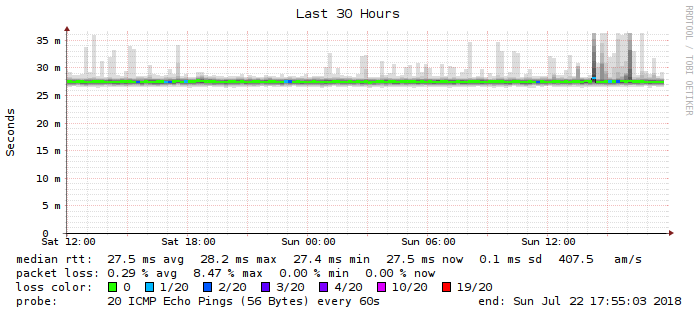 Last 30 Hours
RRDTOOL / TOBI OETIKER
Seconds
35 m
30 m
25 m
20 m
15 m
10 m
5 m
0
Sat 12:00 Sat 18:00 Sun 00:00 Sun 06:00 Sun 12:00
median rtt: 27.5 ms avg 28.2 ms max 27.4 ms min 27.5 ms now 0.1 ms sd 407.5 am/s
packet loss: 0.29 % avg 8.47 % max 0.00 % min 0.00 % now
loss color: 0 1/20 2/20 3/20 4/20 10/20 19/20
probe: 20 ICMP Echo Pings (56 Bytes) every 60s end: Sun Jul 22 17:55:03 2018